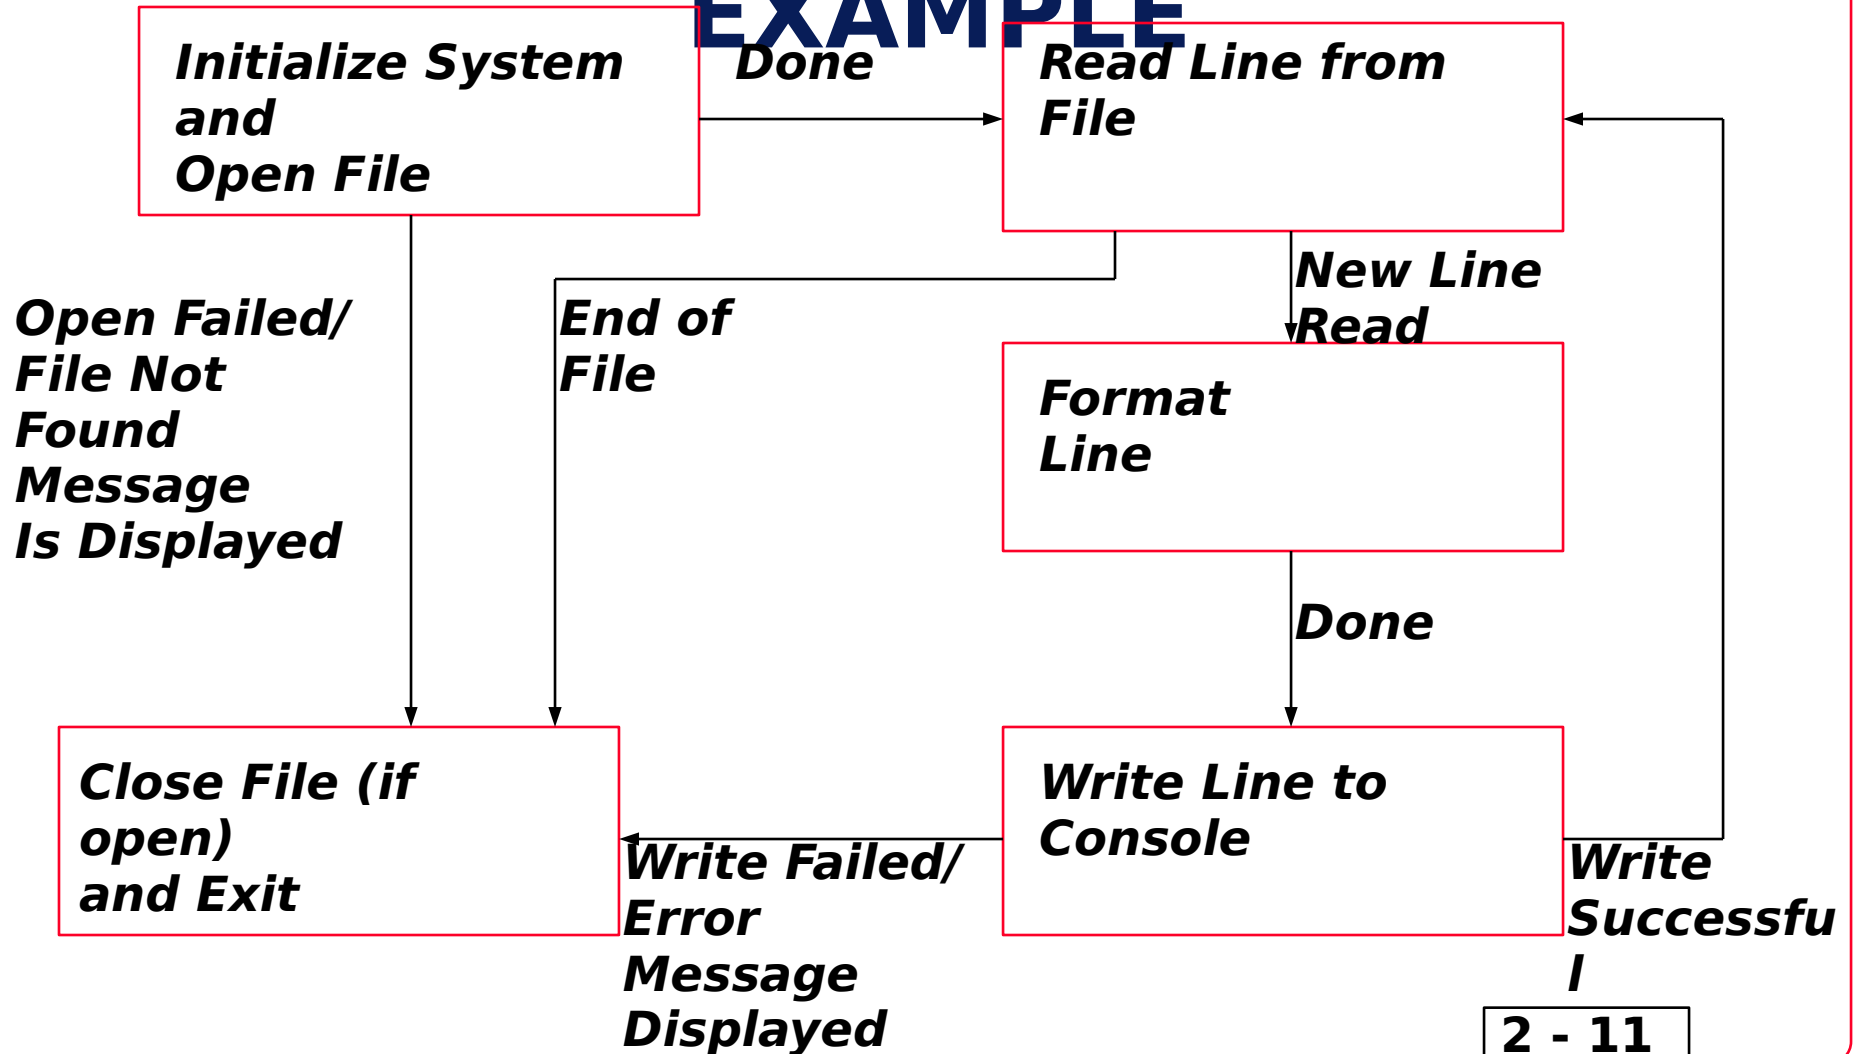 EXAMPLE
Initialize System
and
Open File
Done
Read Line from
File
New Line
Read
Open Failed/
File Not
Found
Message
Is Displayed
End of
File
Format
Line
Done
Close File (if
open)
and Exit
Write Line to
Console
Write Failed/
Error
Message
Displayed
Write
Successfu
l
2 - 11